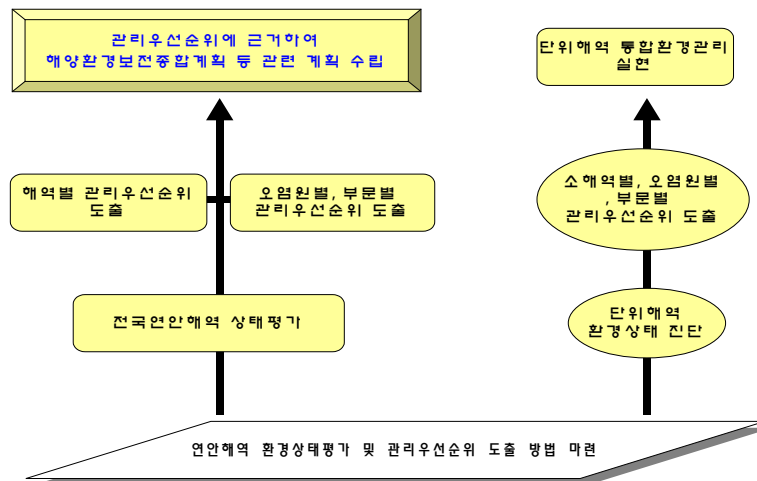 관리우선순위에 근거하여
해양환경보전종합계획 등 관련 계획 수립
단위해역 통합환경관리
실현
해역별 관리우선순위
도출
오염원별, 부문별
관리우선순위 도출
소해역별, 오염원별
, 부문별
관리우선순위 도출
전국연안해역 상태평가
단위해역
환경상태 진단
연안해역 환경상태평가 및 관리우선순위 도출 방법 마련